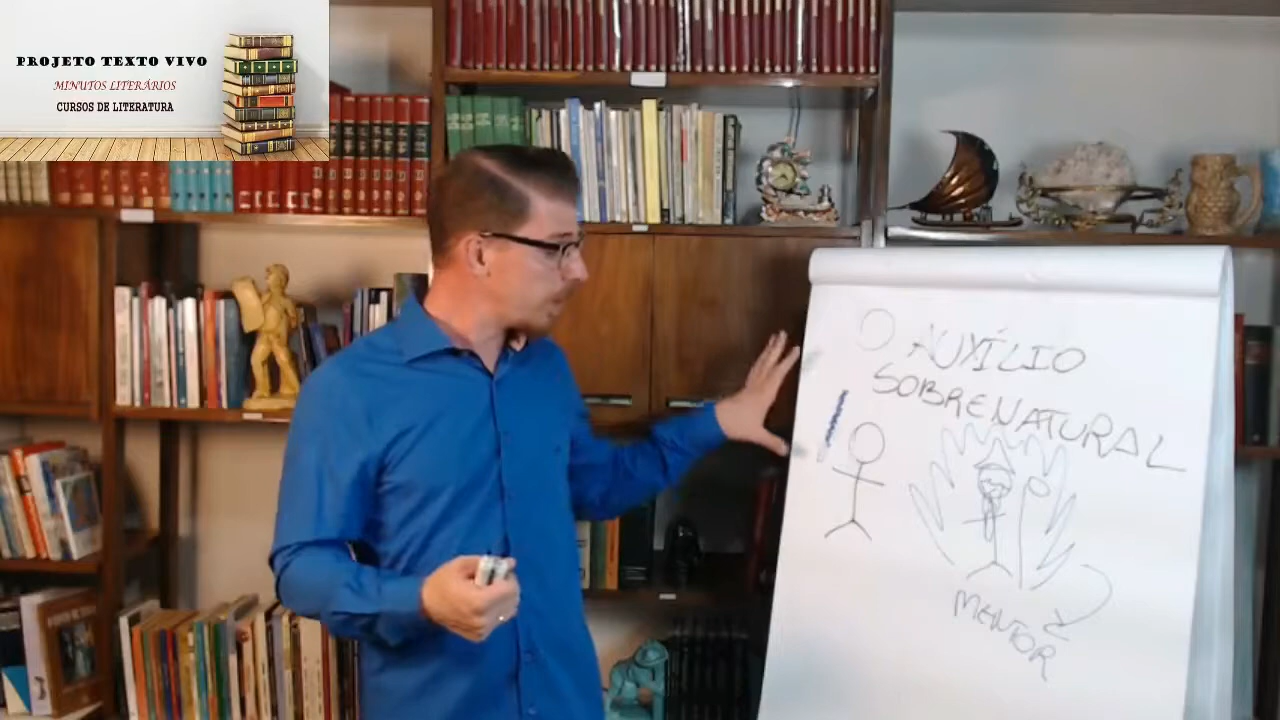 PROJETO TEXTO VIVO
MINUTOS LITERÁRIOS
CURSOS DE LITERATURA
O AUXÍLIO
SOBRENATURAL
MENTOR